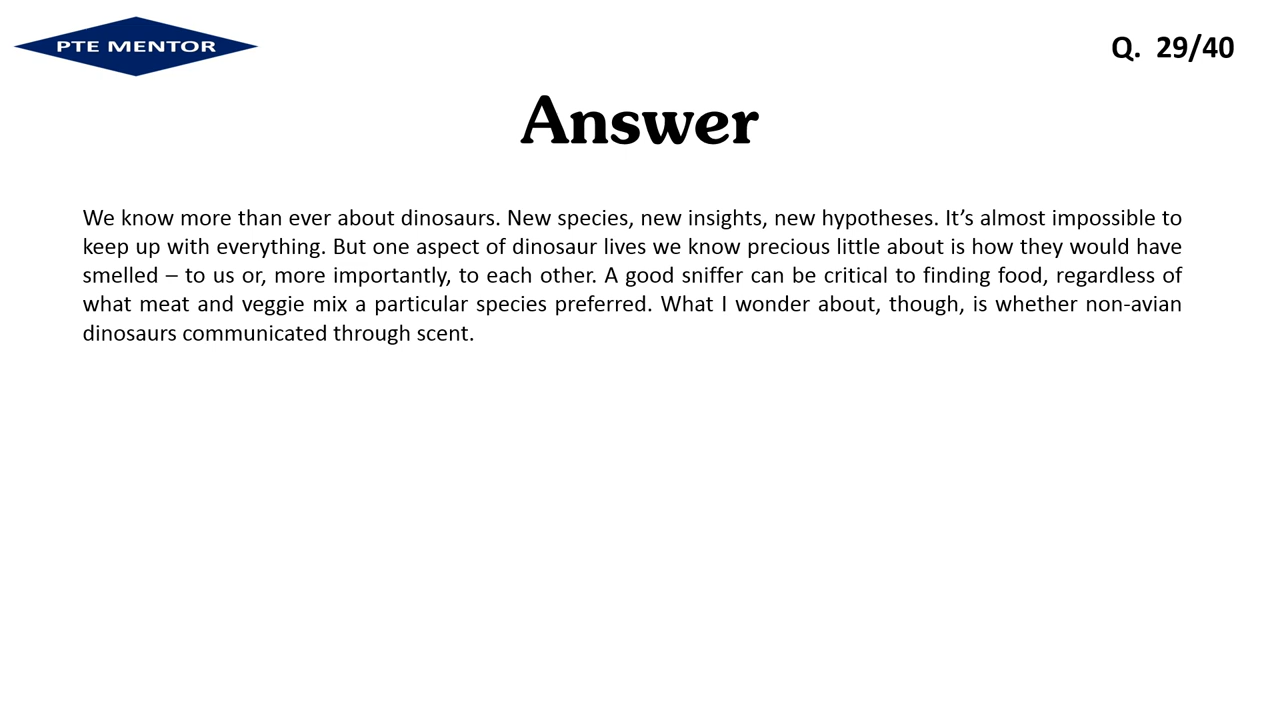 PTE MENTOR
Q. 29/40
Answer
We know more than ever about dinosaurs. New species, new insights, new hypotheses. It’s almost impossible to
keep up with everything. But one aspect of dinosaur lives we know precious little about is how they would have
smelled – to us or, more importantly, to each other. A good sniffer can be critical to finding food, regardless of
what meat and veggie mix a particular species preferred. What I wonder about, though, is whether non-avian
dinosaurs communicated through scent.